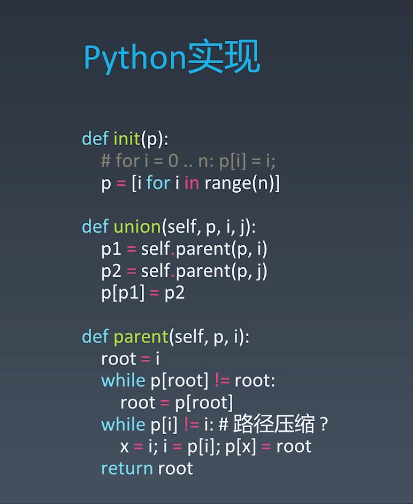 Python实现
def init(p):
# for i = 0 .. n: p[i] = i;
p = [i for i in range(n)]
def union(self, p, i, j):
p1 = self.parent(p, i)
p2 = self.parent(p, j)
p[p1] = p2
def parent(self, p, i):
root = i
while p[root] != root:
root = p[root]
while p[i] != i: # 路径压缩 ?
x = i; i = p[i]; p[x] = root
return root